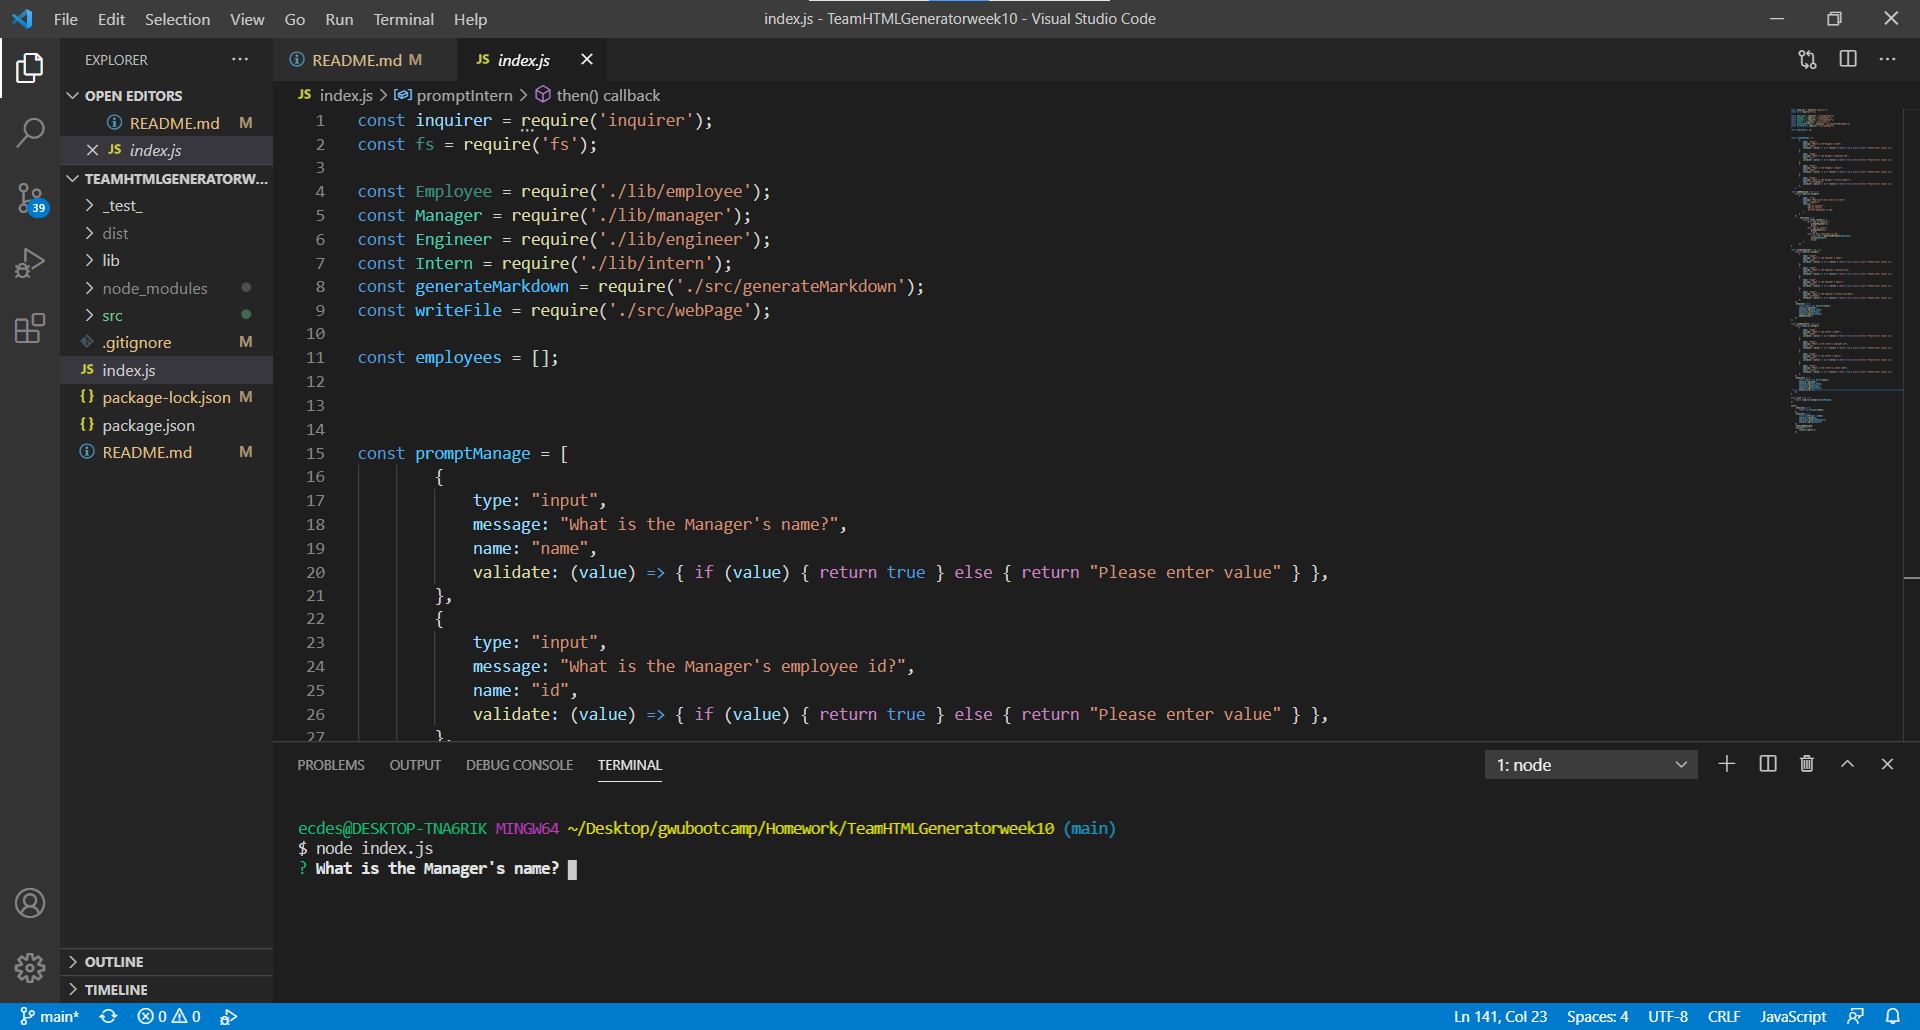 File Edit Selection View Go Run Terminal Help
index.js - TeamHTMLGeneratorweek10 - Visual Studio Code
EXPLORER
OPEN EDITORS
README.md M
JS index.js
TEAMHTMLGENERATORW...
_test_
dist
lib
node_modules
src
.gitignore M
JS index.js
{} package-lock.json M
{} package.json
README.md M
OUTLINE
TIMELINE
39
README.md M
JS index.js
JS index.js > promptIntern > then() callback
1 const inquirer = require('inquirer');
2 const fs = require('fs');
3
4 const Employee = require('./lib/employee');
5 const Manager = require('./lib/manager');
6 const Engineer = require('./lib/engineer');
7 const Intern = require('./lib/intern');
8 const generateMarkdown = require('./src/generateMarkdown');
9 const writeFile = require('./src/webPage');
10
11 const employees = [];
12
13
14
15 const promptManage = [
16 {
17 type: "input",
18 message: "What is the Manager's name?",
19 name: "name",
20 validate: (value) => { if (value) { return true } else { return "Please enter value" } },
21 },
22 {
23 type: "input",
24 message: "What is the Manager's employee id?",
25 name: "id",
26 validate: (value) => { if (value) { return true } else { return "Please enter value" } },
27 },
PROBLEMS OUTPUT DEBUG CONSOLE TERMINAL
1: node
ecdes@DESKTOP-TNA6RIK MINGW64 ~/Desktop/gwubootcamp/Homework/TeamHTMLGeneratorweek10 (main)
$ node index.js
? What is the Manager's name?
main* 0 0
Ln 141, Col 23 Spaces: 4 UTF-8 CRLF JavaScript